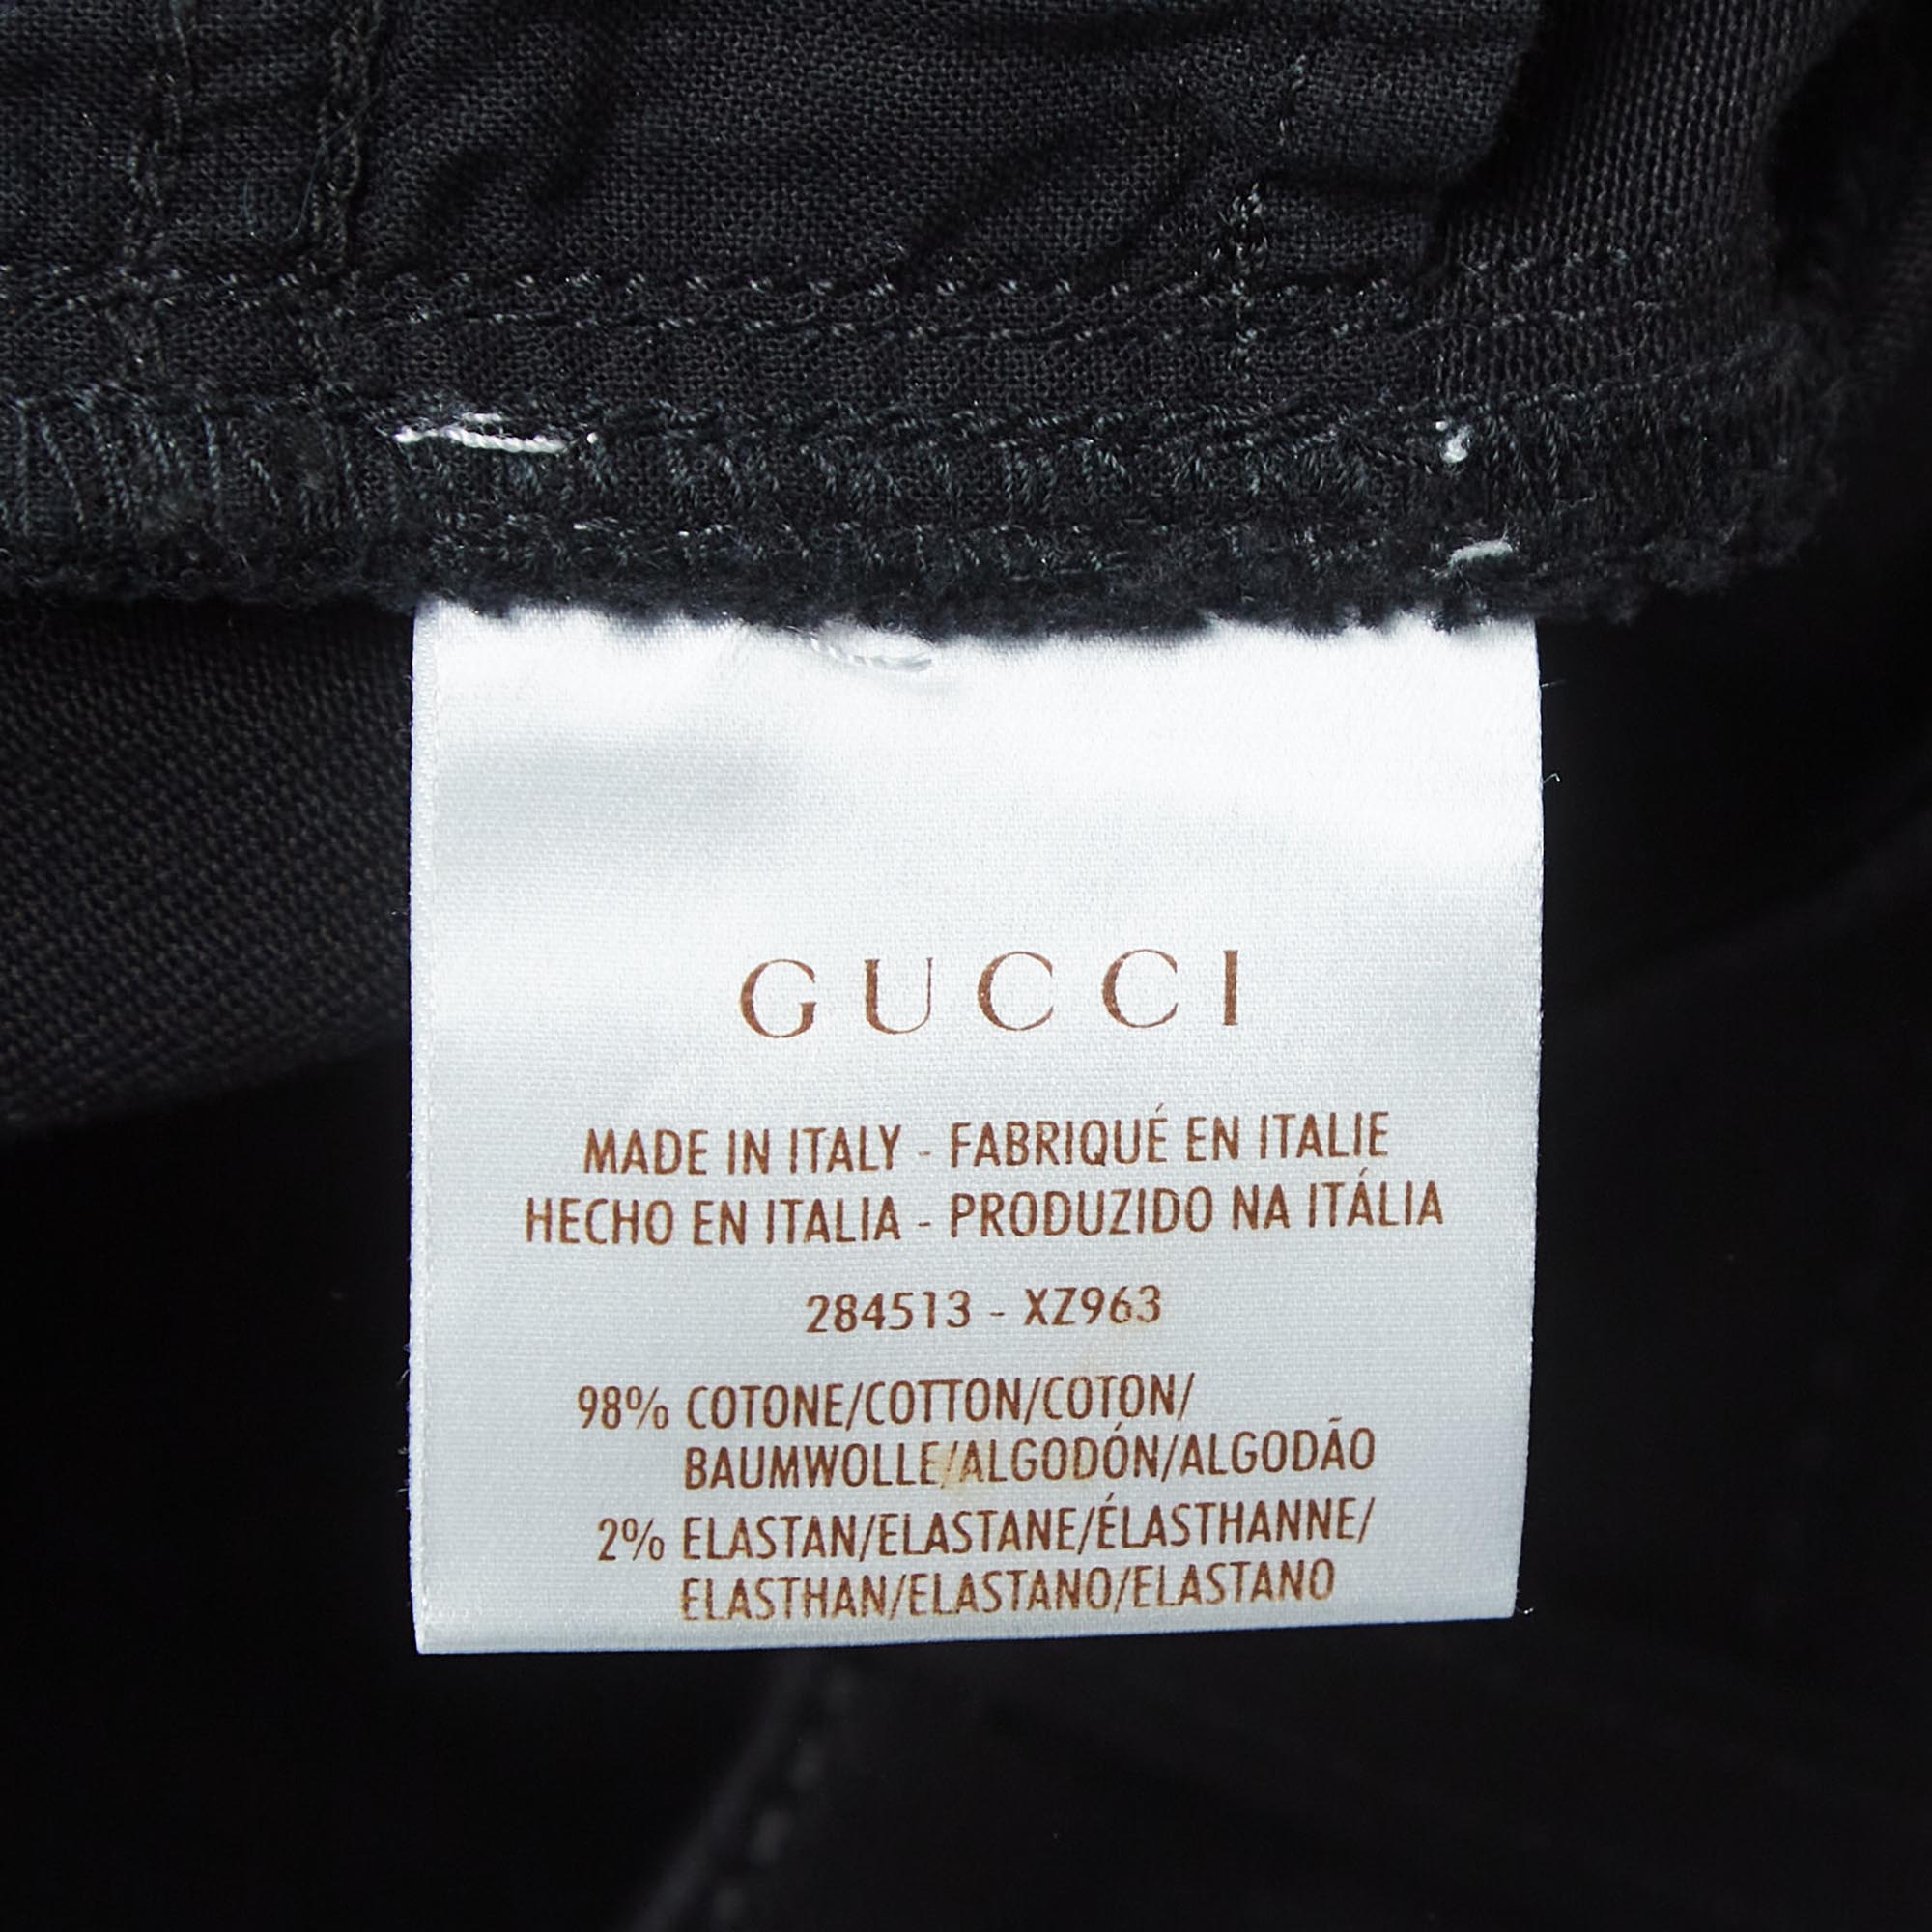 GUCCI
MADE IN ITALY - FABRIQUÉ EN ITALIE
HECHO EN ITALIA - PRODUZIDO NA ITÁLIA
284513 - XZ963
98% COTONE/COTTON/COTON/
BAUMWOLLE/ALGODÓN/ALGODÃO
2% ELASTAN/ELASTANE/ÉLASTHANNE/
ELASTHAN/ELASTANO/ELASTANO